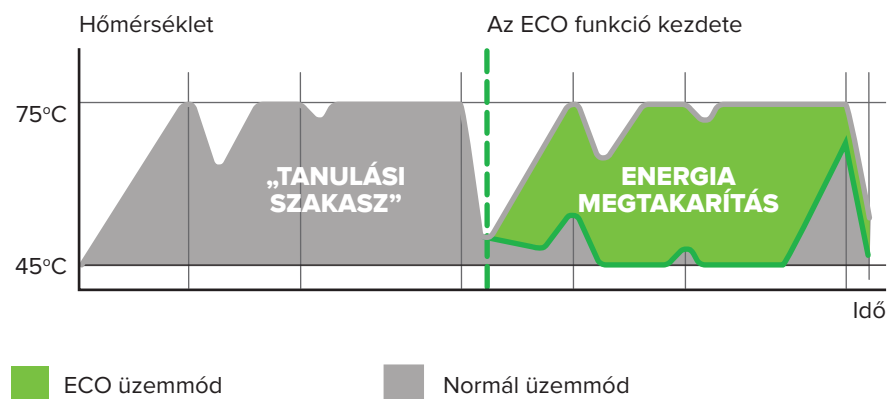 Hőmérséklet
Az ECO funkció kezdete
75°C
„TANULÁSI
SZAKASZ”
ENERGIA
MEGTAKARÍTÁS
45°C
Idő
ECO üzemmód
Normál üzemmód